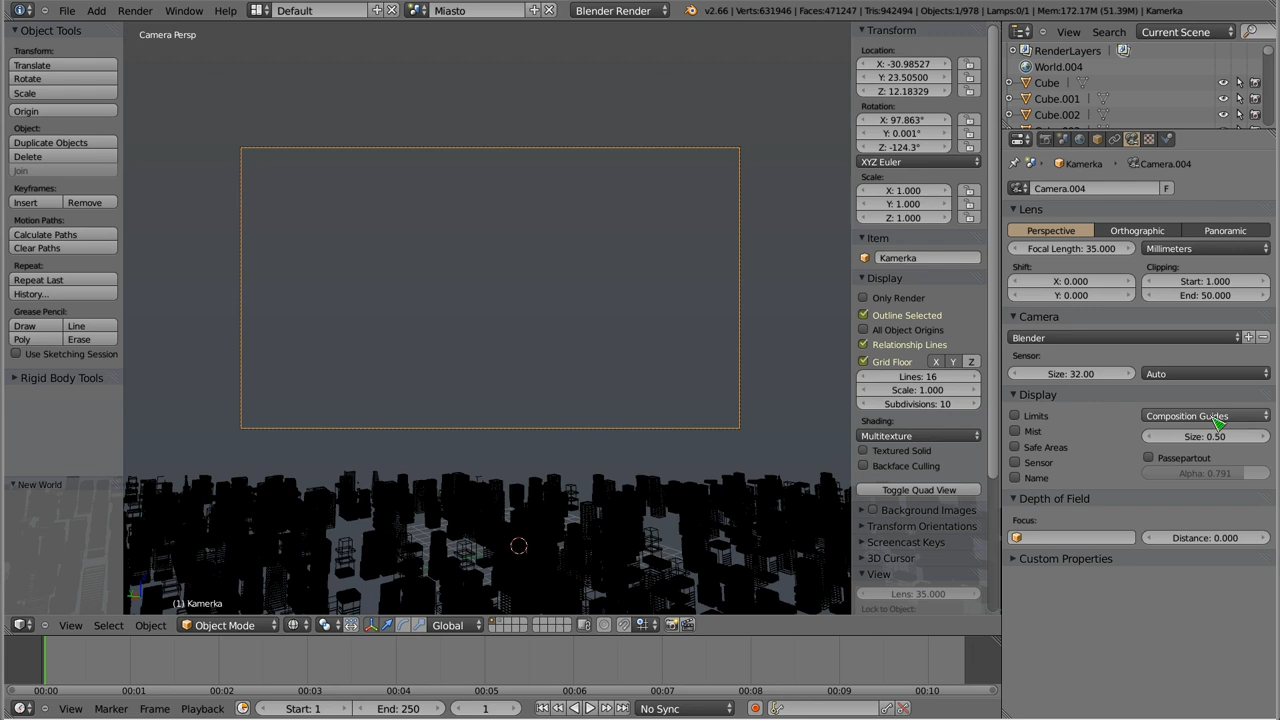 File Add Render Window Help Default Miasto Blender Render v2.66 | Verts:631946 | Faces:471247 | Tris:942494 | Objects:1/978 | Lamps:0/1 | Mem:172.17M (51.39M) | Kamerka
Object Tools
Transform:
Translate
Rotate
Scale
Origin
Object:
Duplicate Objects
Delete
Join
Keyframes:
Insert Remove
Motion Paths:
Calculate Paths
Clear Paths
Repeat:
Repeat Last
History...
Grease Pencil:
Draw Line
Poly Erase
Use Sketching Session
Rigid Body Tools
New World
Camera Persp
(1) Kamerka
Transform
Location:
X: -30.98527
Y: 23.50500
Z: 12.18329
Rotation:
X: 97.863°
Y: 0.001°
Z: -124.3°
XYZ Euler
Scale:
X: 1.000
Y: 1.000
Z: 1.000
Item
Kamerka
Display
Only Render
Outline Selected
All Object Origins
Relationship Lines
Grid Floor X Y Z
Lines: 16
Scale: 1.000
Subdivisions: 10
Shading:
Multitexture
Textured Solid
Backface Culling
Toggle Quad View
Background Images
Transform Orientations
Screencast Keys
3D Cursor
View
Lens: 35.000
Lock to Object:
View Search Current Scene
RenderLayers
World.004
Cube
Cube.001
Cube.002
Kamerka Camera.004
Camera.004 F
Lens
Perspective Orthographic Panoramic
Focal Length: 35.000 Millimeters
Shift: Clipping:
X: 0.000 Start: 1.000
Y: 0.000 End: 50.000
Camera
Blender
Sensor:
Size: 32.00 Auto
Display
Limits Composition Guides
Mist Size: 0.50
Safe Areas Passepartout
Sensor Alpha: 0.791
Name
Depth of Field
Focus:
Distance: 0.000
Custom Properties
View Select Object Object Mode Global
00:00 00:01 00:02 00:03 00:04 00:05 00:06 00:07 00:08 00:09 00:10
View Marker Frame Playback Start: 1 End: 250 1 No Sync